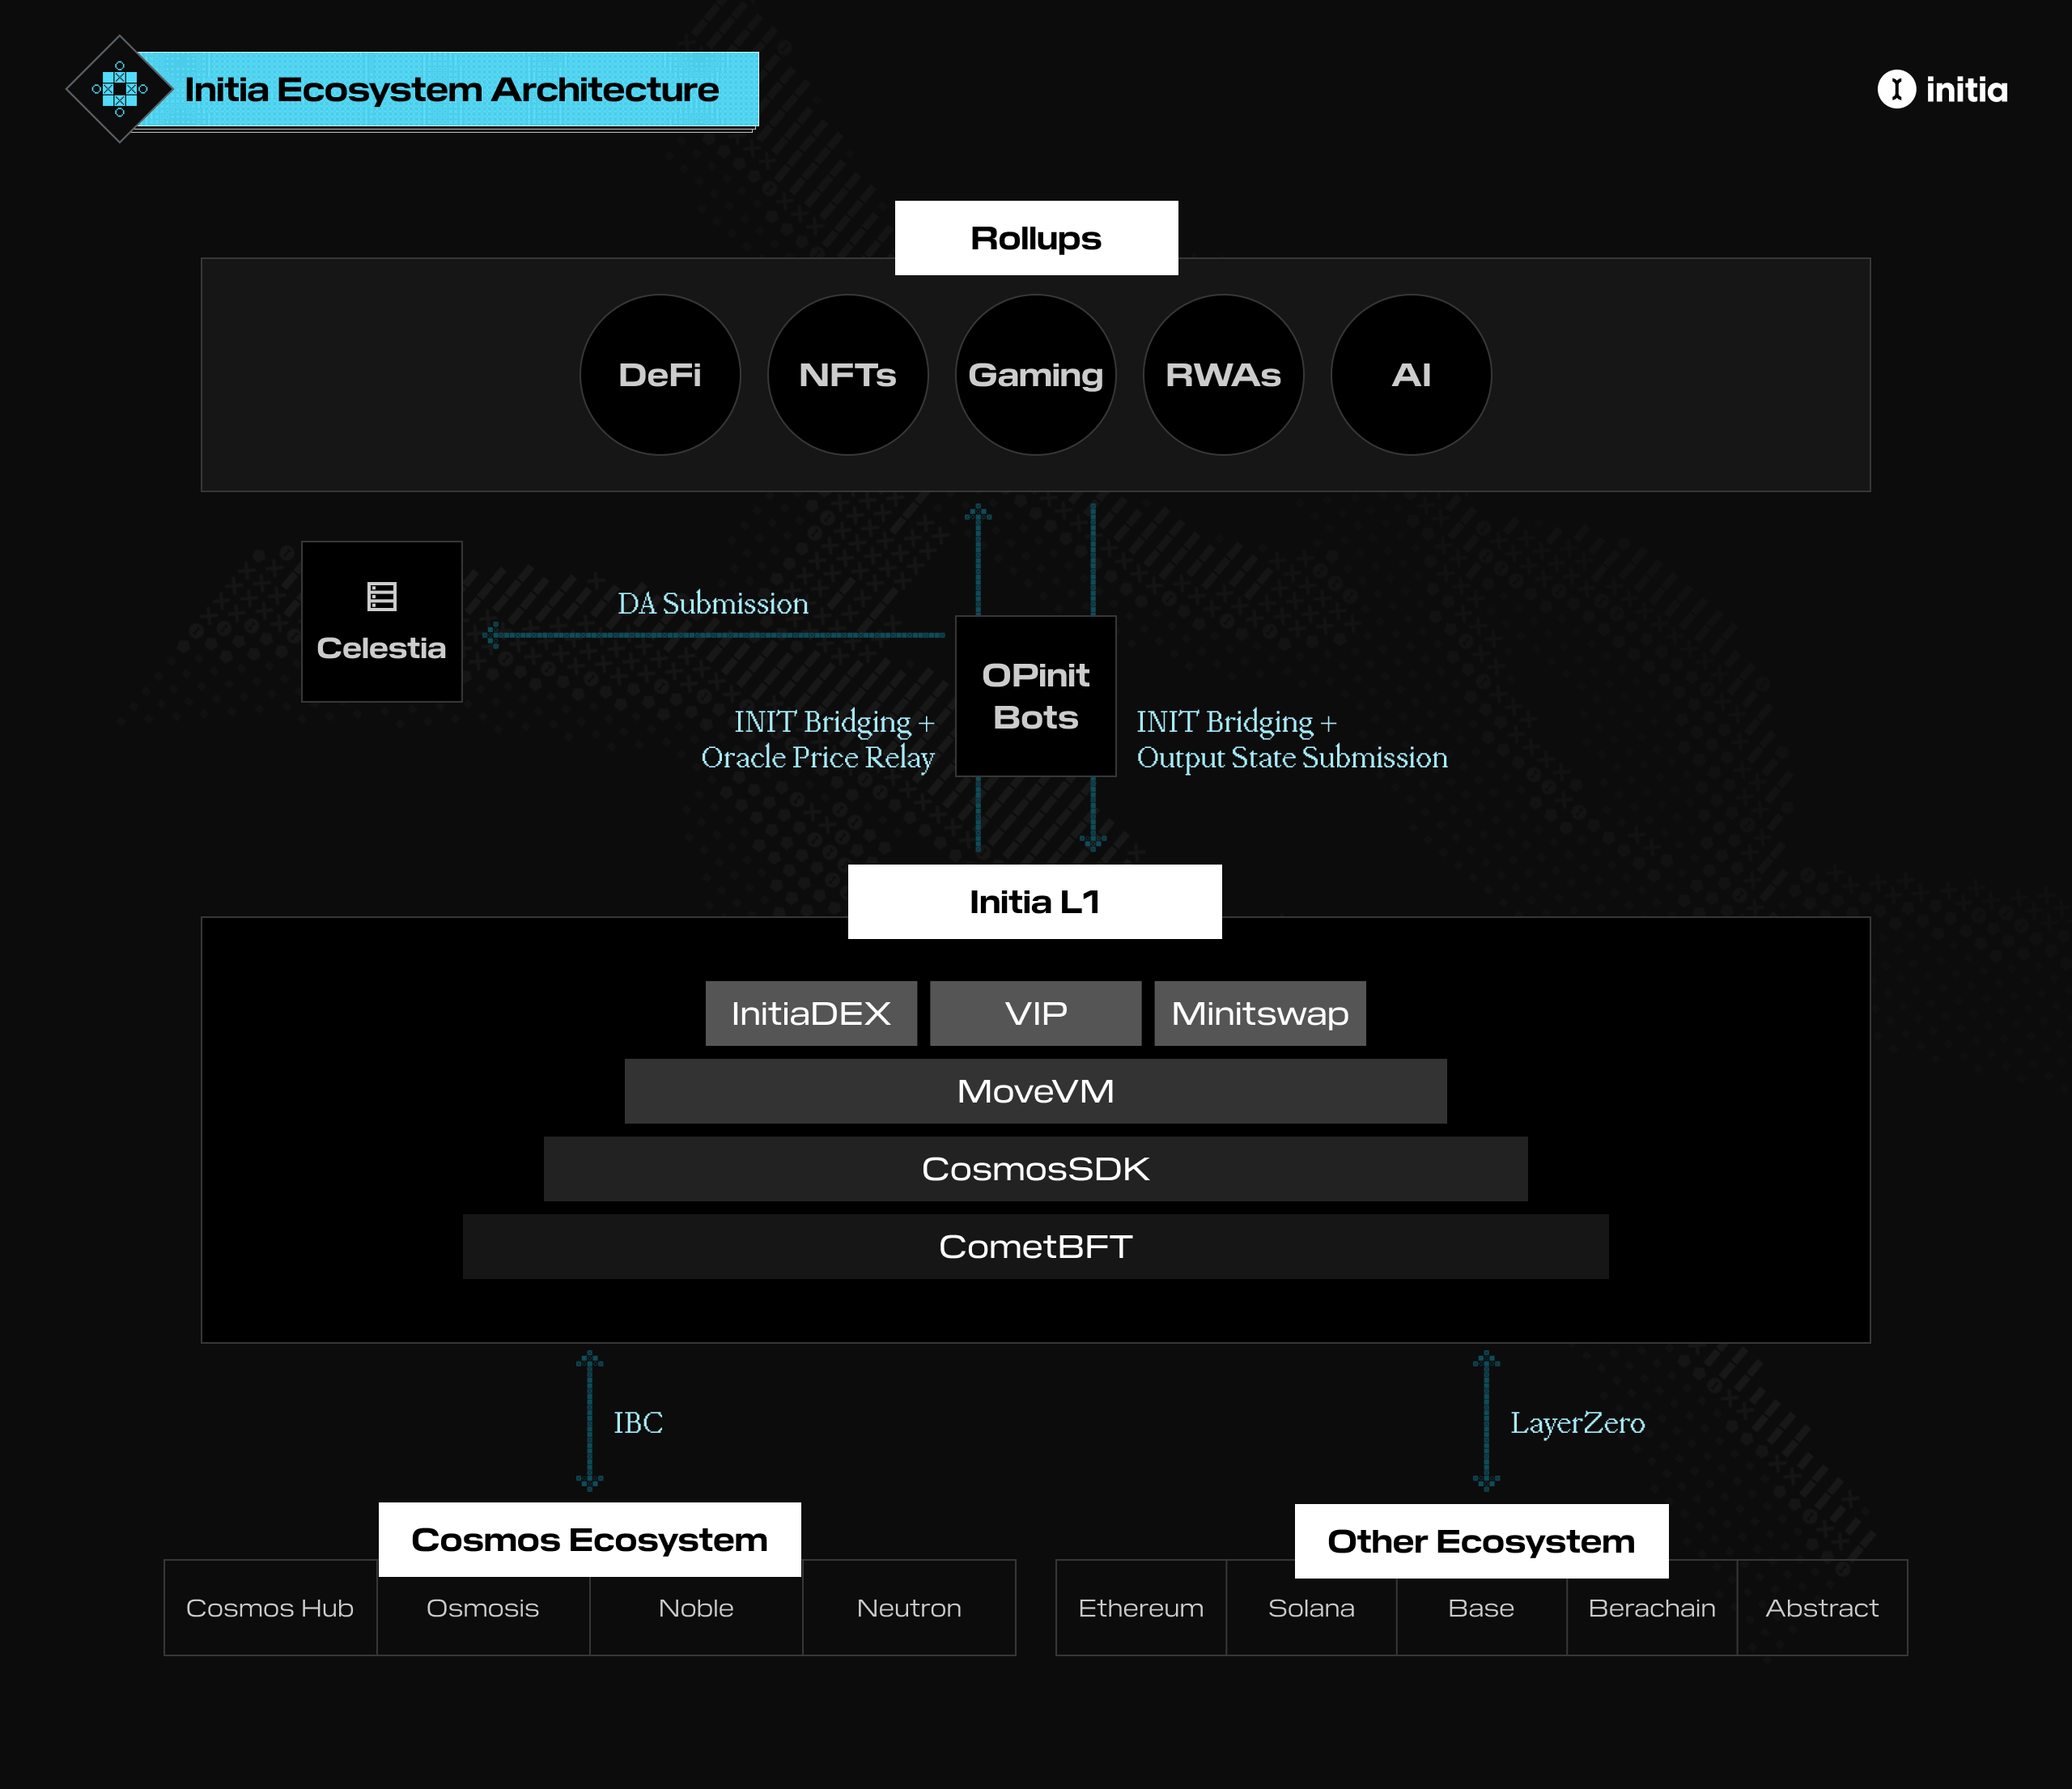 Initia Ecosystem Architecture
initia
Rollups
DeFi
NFTs
Gaming
RWAs
AI
Celestia
DA Submission
OPinit
Bots
INIT Bridging +
Oracle Price Relay
INIT Bridging +
Output State Submission
Initia L1
InitiaDEX
VIP
Minitswap
MoveVM
CosmosSDK
CometBFT
IBC
LayerZero
Cosmos Ecosystem
Cosmos Hub
Osmosis
Noble
Neutron
Other Ecosystem
Ethereum
Solana
Base
Berachain
Abstract